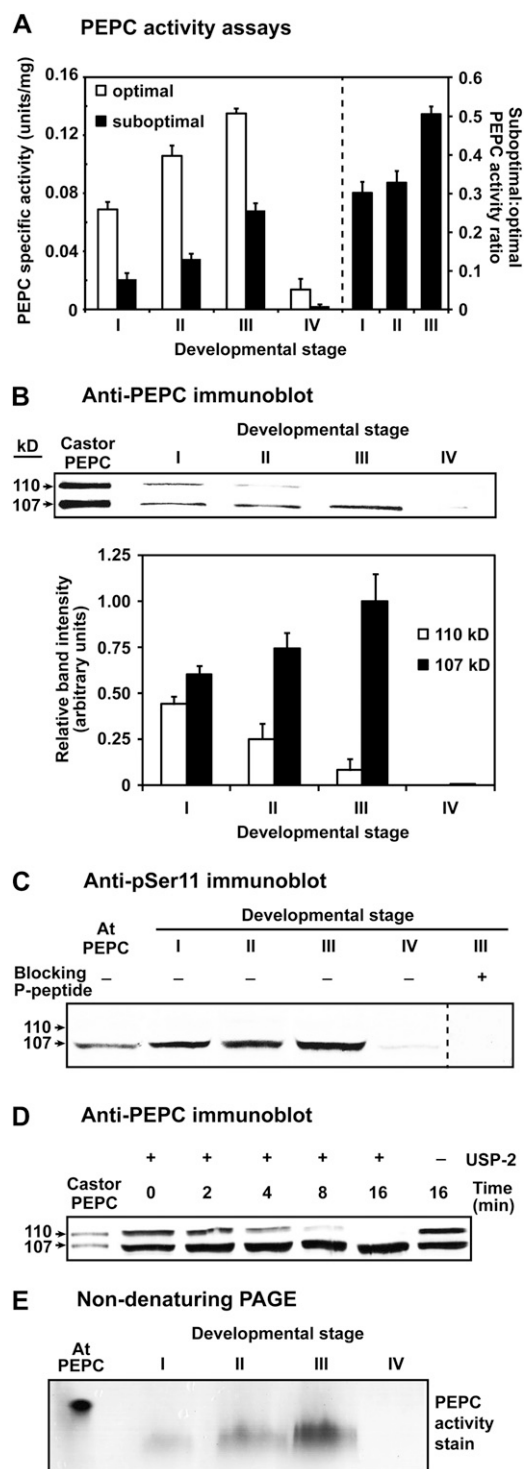 A PEPC activity assays
PEPC specific activity (units/mg)
0.16
0.12
0.08
0.04
0
optimal
suboptimal
0.6
0.5
0.4
0.3
0.2
0.1
0
Suboptimal:optimal
PEPC activity ratio
I II III IV I II III
Developmental stage
B Anti-PEPC immunoblot
Developmental stage
kD Castor PEPC I II III IV
110
107
Relative band intensity
(arbitrary units)
1.25
1.00
0.75
0.50
0.25
0
110 kD
107 kD
I II III IV
Developmental stage
C Anti-pSer11 immunoblot
Developmental stage
At PEPC I II III IV III
Blocking P-peptide – – – – – +
110
107
D Anti-PEPC immunoblot
+ + + + + – USP-2
Castor PEPC 0 2 4 8 16 16 Time (min)
110
107
E Non-denaturing PAGE
Developmental stage
At PEPC I II III IV
PEPC
activity
stain